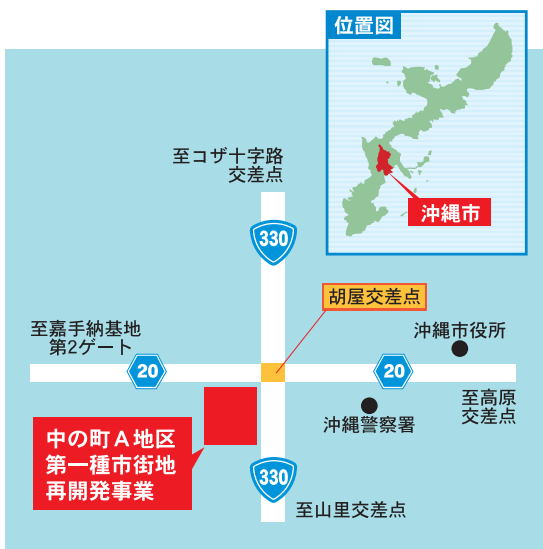 位置図
沖縄市
至コザ十字路
交差点
330
胡屋交差点
至嘉手納基地
第2ゲート
沖縄市役所
20
20
至高原
交差点
沖縄警察署
中の町A地区
第一種市街地
再開発事業
330
至山里交差点